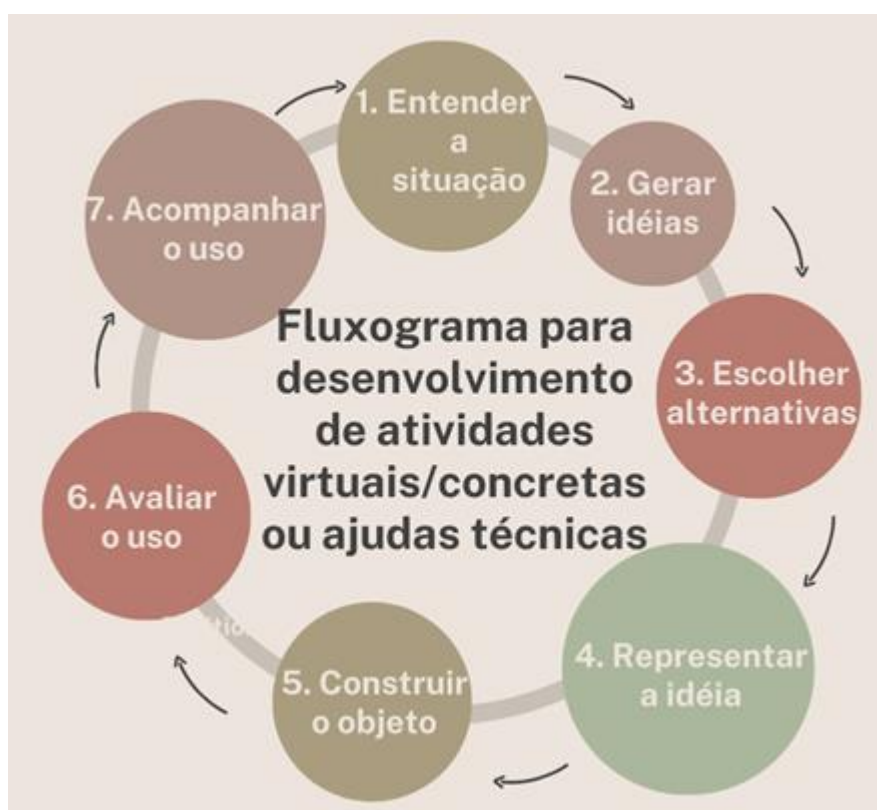 1. Entender
a
situação
2. Gerar
idéias
3. Escolher
alternativas
4. Representar
a idéia
5. Construir
o objeto
6. Avaliar
o uso
7. Acompanhar
o uso
Fluxograma para
desenvolvimento
de atividades
virtuais/concretas
ou ajudas técnicas